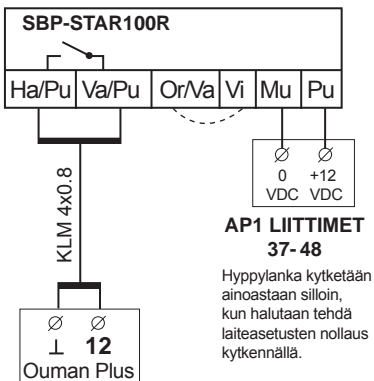 SBP-STAR100R
Ha/Pu Va/Pu Or/Va Vi Mu Pu
KLM 4x0.8
0 +12
VDC VDC
AP1 LIITTIMET
37- 48
Hyppylanka kytketään
ainoastaan silloin,
kun halutaan tehdä
laiteasetusten nollaus
kytkennällä.
⊥ 12
Ouman Plus